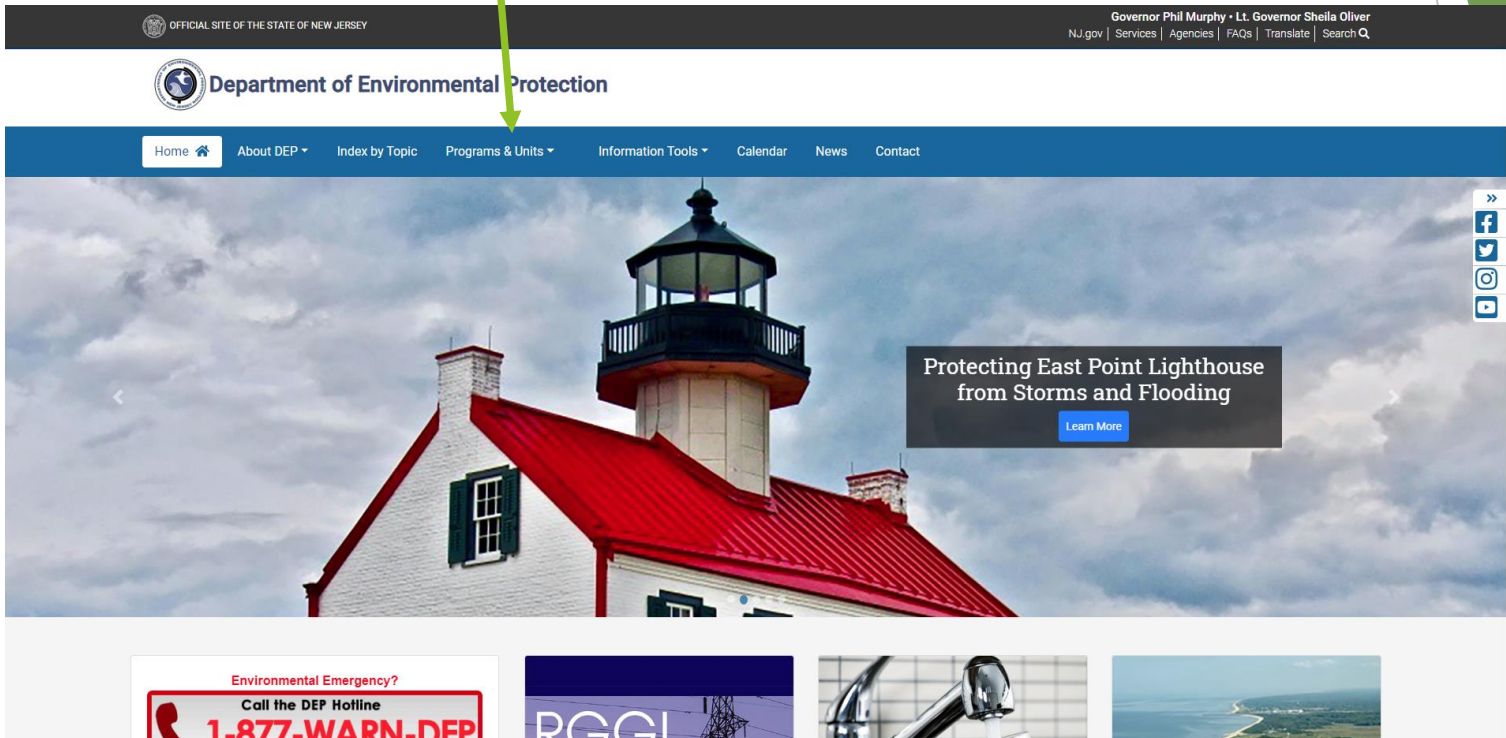 OFFICIAL SITE OF THE STATE OF NEW JERSEY
Governor Phil Murphy • Lt. Governor Sheila Oliver
NJ.gov | Services | Agencies | FAQs | Translate | Search
Department of Environmental Protection
Home About DEP Index by Topic Programs & Units Information Tools Calendar News Contact
Protecting East Point Lighthouse
from Storms and Flooding
Learn More
Environmental Emergency?
Call the DEP Hotline
1-877-WARN-DEP
RGGI